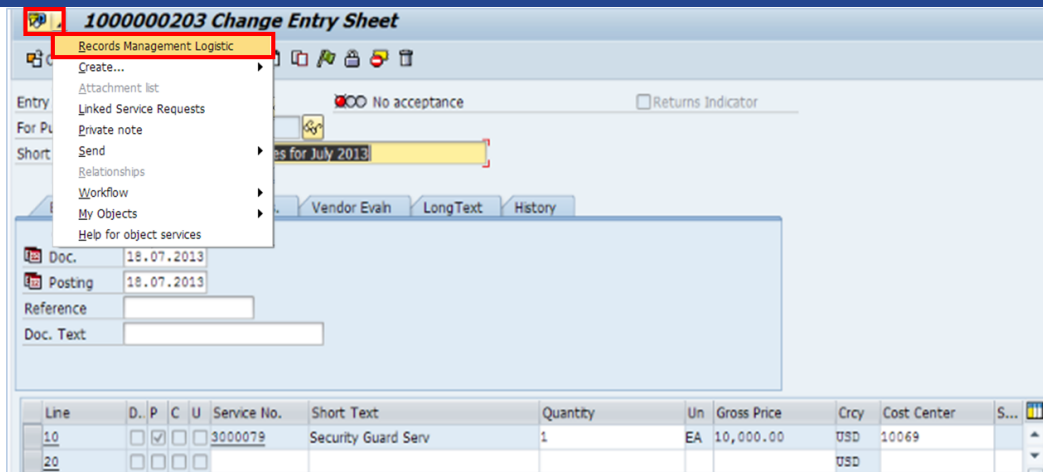 1000000203 Change Entry Sheet
Records Management Logistic
Create...
Attachment list
Linked Service Requests
Private note
Send
Relationships
Workflow
My Objects
Help for object services
Entry
No acceptance
Returns Indicator
For Pu
Short
es for July 2013
Vendor Evaln
LongText
History
Doc.
18.07.2013
Posting
18.07.2013
Reference
Doc. Text
Line D.. P C U Service No. Short Text Quantity Un Gross Price Crcy Cost Center S...
10 3000079 Security Guard Serv 1 EA 10,000.00 USD 10069
20 USD